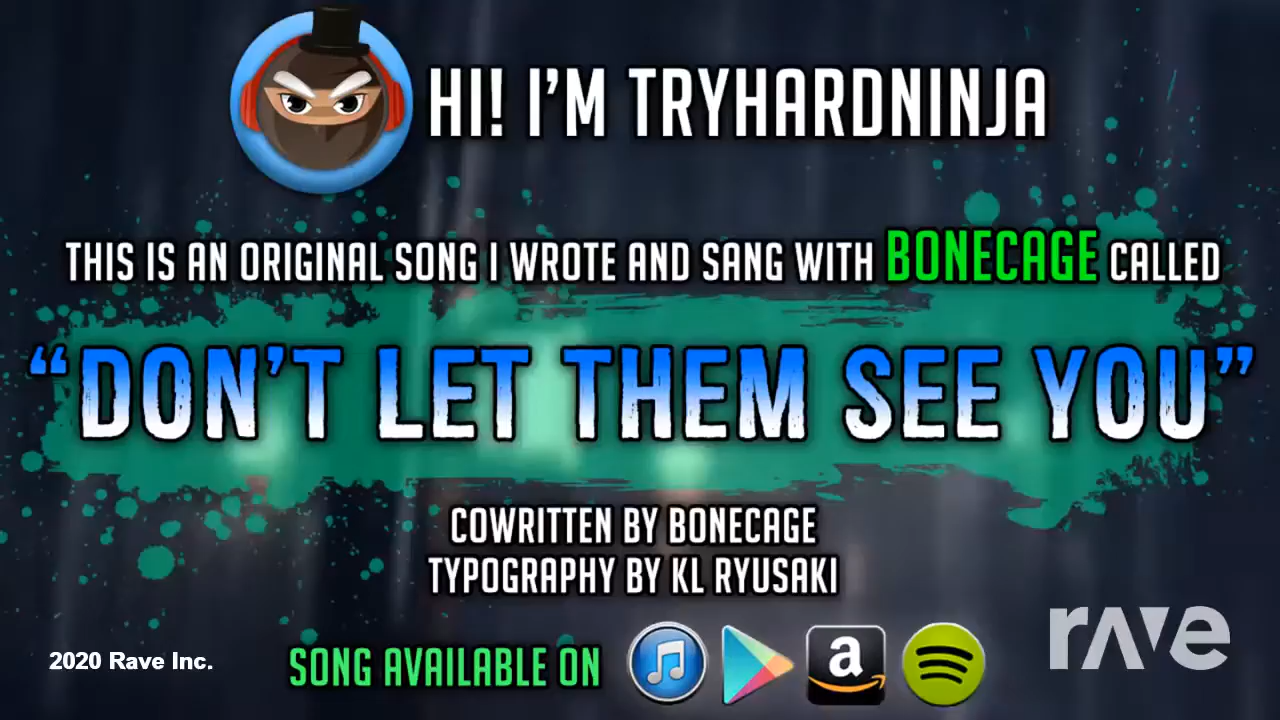 HI! I'M TRYHARDNINJA
THIS IS AN ORIGINAL SONG I WROTE AND SANG WITH BONECAGE CALLED
“DON'T LET THEM SEE YOU”
COWRITTEN BY BONECAGE
TYPOGRAPHY BY KL RYUSAKI
rave
2020 Rave Inc.
SONG AVAILABLE ON
a